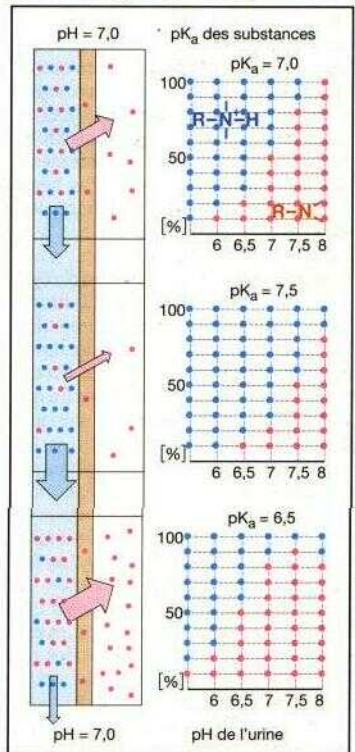 pH = 7,0
pKa des substances
pKa = 7,0
100
R–N⁺–H
50
R–N
[%]
6 6,5 7 7,5 8
pKa = 7,5
100
50
[%]
6 6,5 7 7,5 8
pKa = 6,5
100
50
[%]
6 6,5 7 7,5 8
pH = 7,0
pH de l'urine